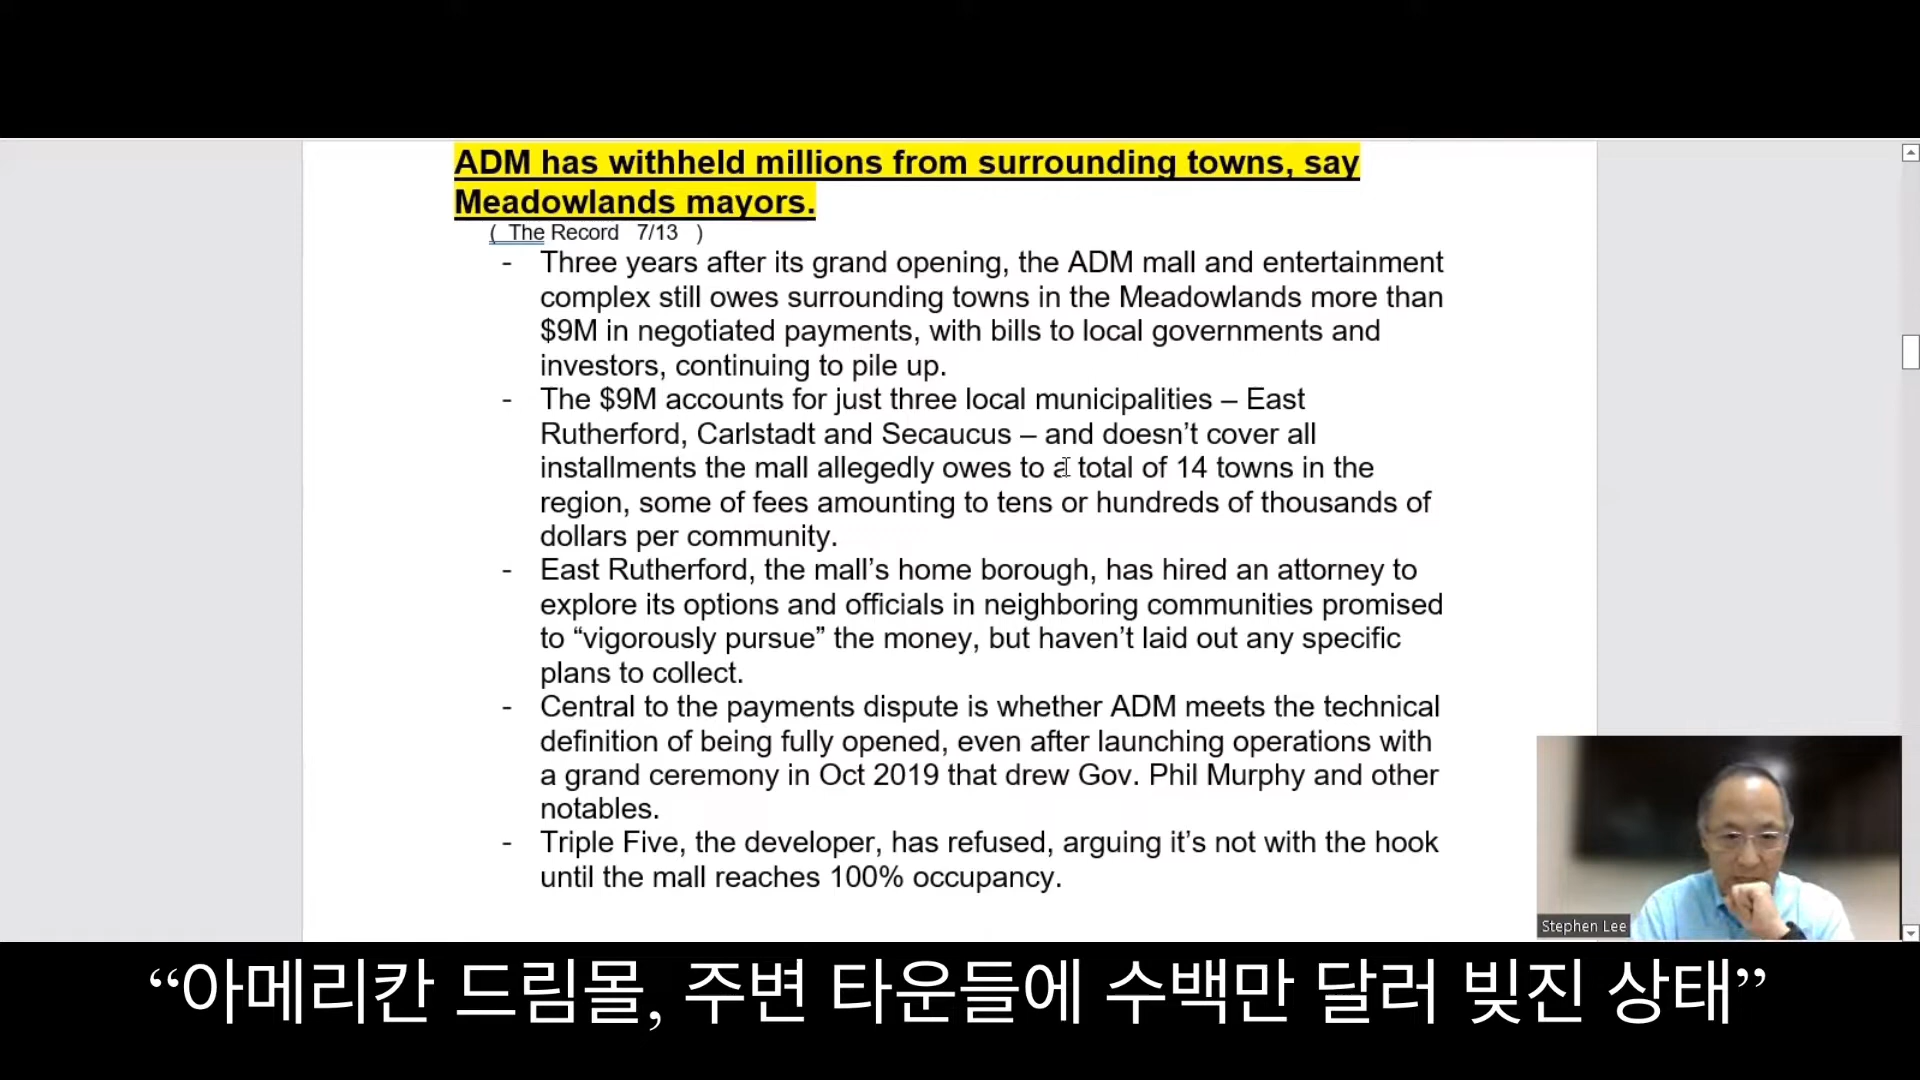 ADM has withheld millions from surrounding towns, say
Meadowlands mayors.
( The Record 7/13 )
- Three years after its grand opening, the ADM mall and entertainment
complex still owes surrounding towns in the Meadowlands more than
$9M in negotiated payments, with bills to local governments and
investors, continuing to pile up.
- The $9M accounts for just three local municipalities – East
Rutherford, Carlstadt and Secaucus – and doesn’t cover all
installments the mall allegedly owes to a total of 14 towns in the
region, some of fees amounting to tens or hundreds of thousands of
dollars per community.
- East Rutherford, the mall’s home borough, has hired an attorney to
explore its options and officials in neighboring communities promised
to “vigorously pursue” the money, but haven’t laid out any specific
plans to collect.
- Central to the payments dispute is whether ADM meets the technical
definition of being fully opened, even after launching operations with
a grand ceremony in Oct 2019 that drew Gov. Phil Murphy and other
notables.
- Triple Five, the developer, has refused, arguing it’s not with the hook
until the mall reaches 100% occupancy.
Stephen Lee
“아메리칸 드림몰, 주변 타운들에 수백만 달러 빚진 상태”